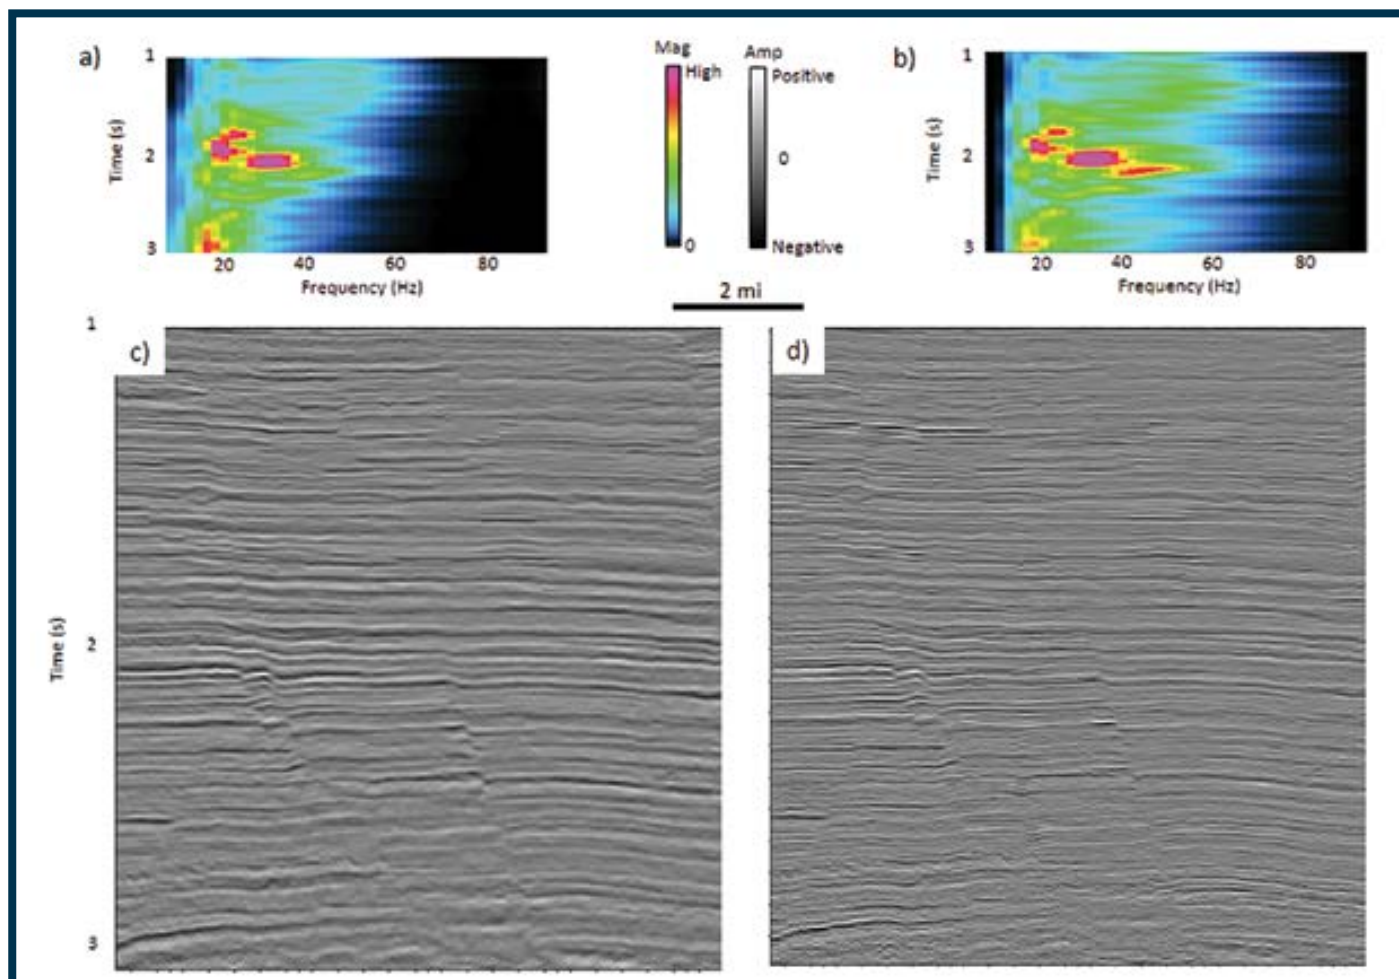 a)
1
2
3
Time (s)
20 40 60 80
Frequency (Hz)
Mag
High
0
Amp
Positive
0
Negative
2 mi
b)
1
2
3
Time (s)
20 40 60 80
Frequency (Hz)
c)
1
2
3
Time (s)
d)